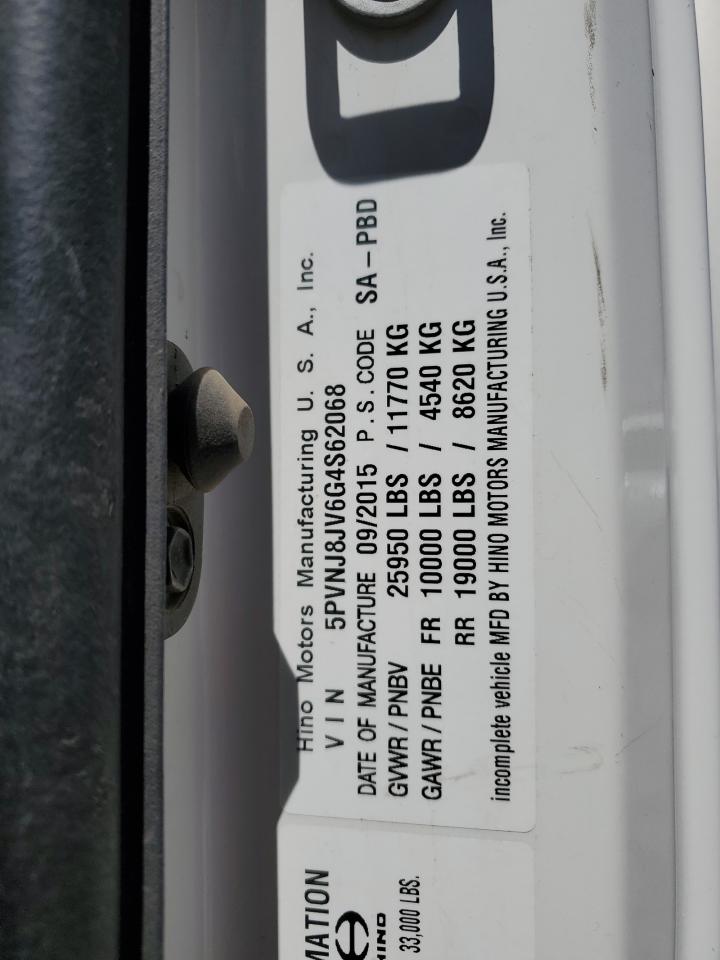 Hino Motors Manufacturing U. S. A., Inc.
VIN 5PVNJ8JV6G4S62068
DATE OF MANUFACTURE 09/2015 P.S.CODE SA-PBD
GVWR/PNBV 25950 LBS / 11770 KG
GAWR/PNBE FR 10000 LBS / 4540 KG
RR 19000 LBS / 8620 KG
incomplete vehicle MFD BY HINO MOTORS MANUFACTURING U.S.A., Inc.
MATION
HINO
33,000 LBS.